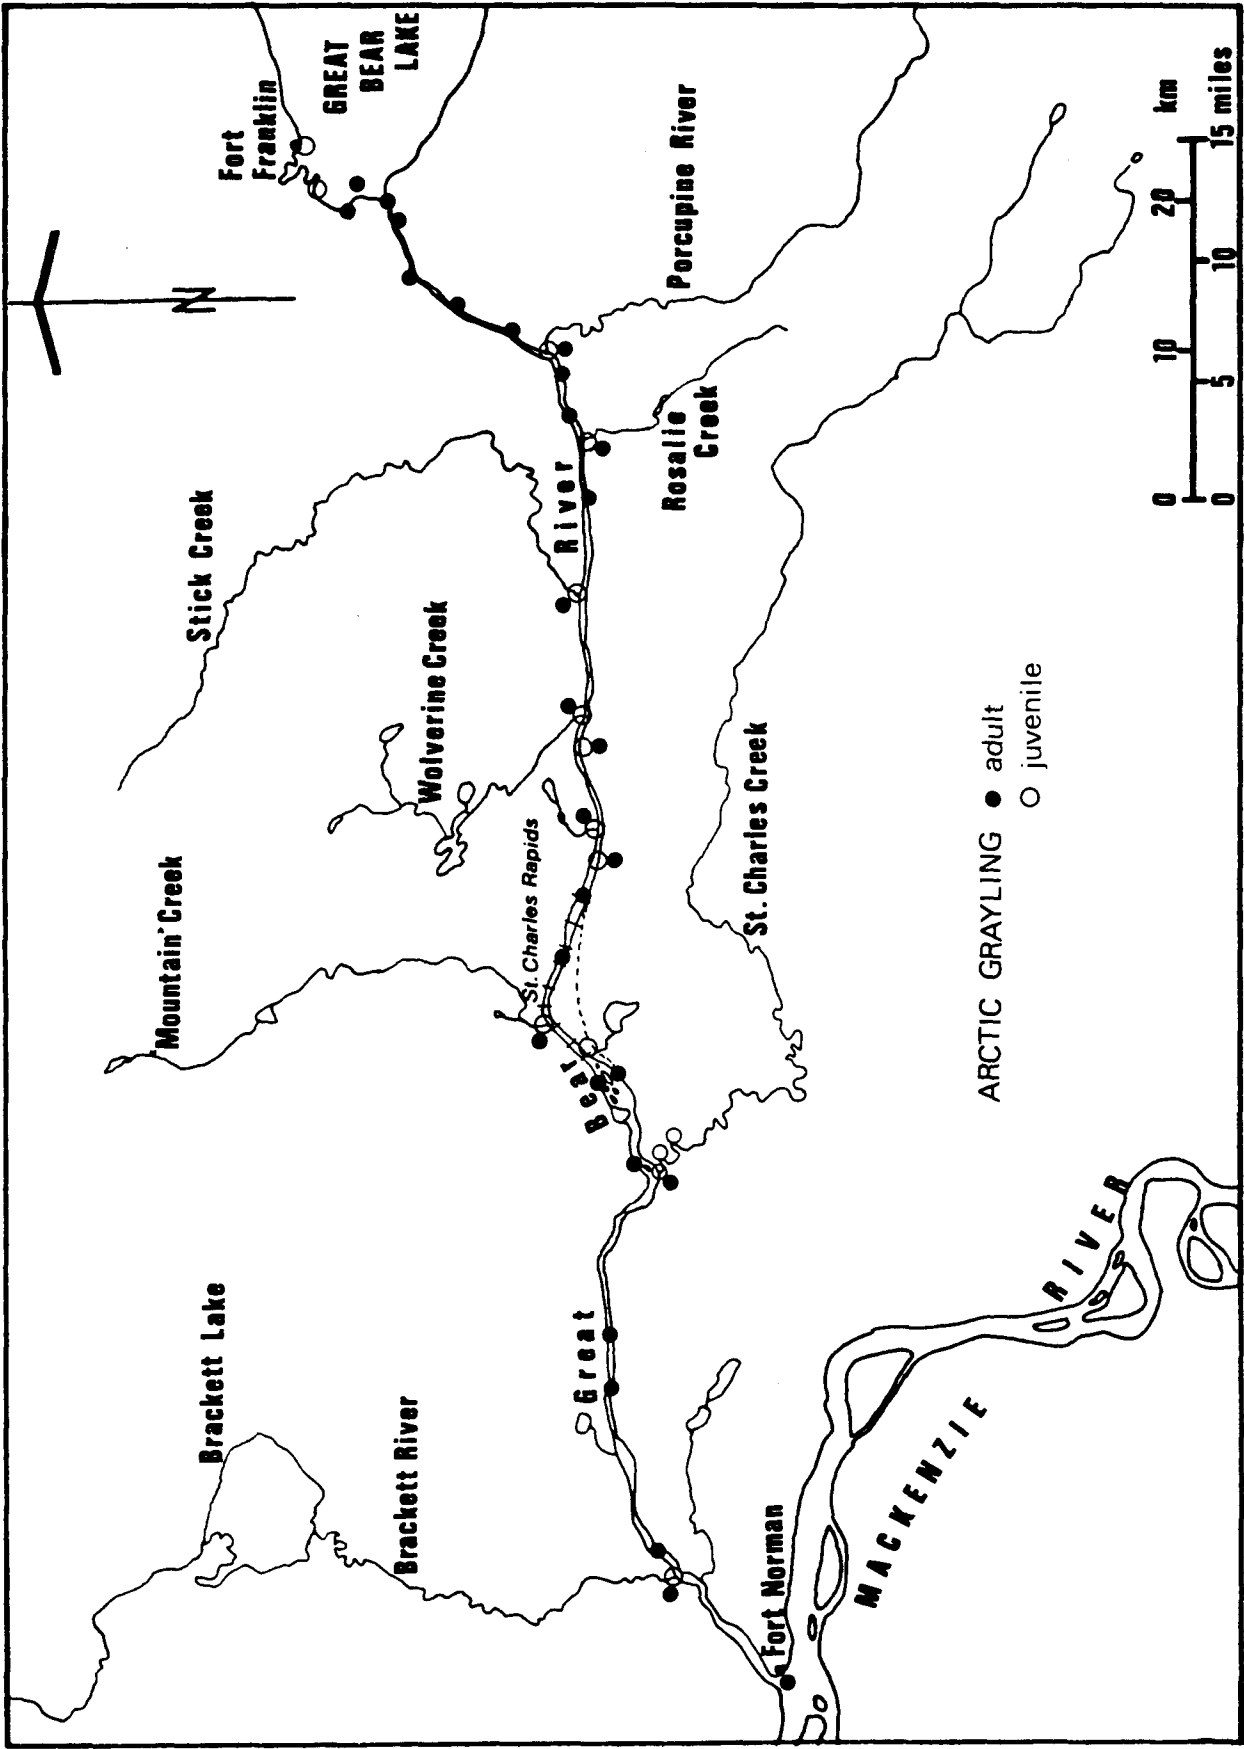 GREAT
BEAR
LAKE
Fort
Franklin
N
Porcupine River
Rosalie
Creek
Stick Creek
River
Wolverine Creek
St. Charles Rapids
Mountain Creek
St. Charles Creek
Bear
Great
Brackett Lake
Brackett River
Fort Norman
MACKENZIE
RIVER
ARCTIC GRAYLING
adult
juvenile
0 10 20 km
0 5 10 15 miles